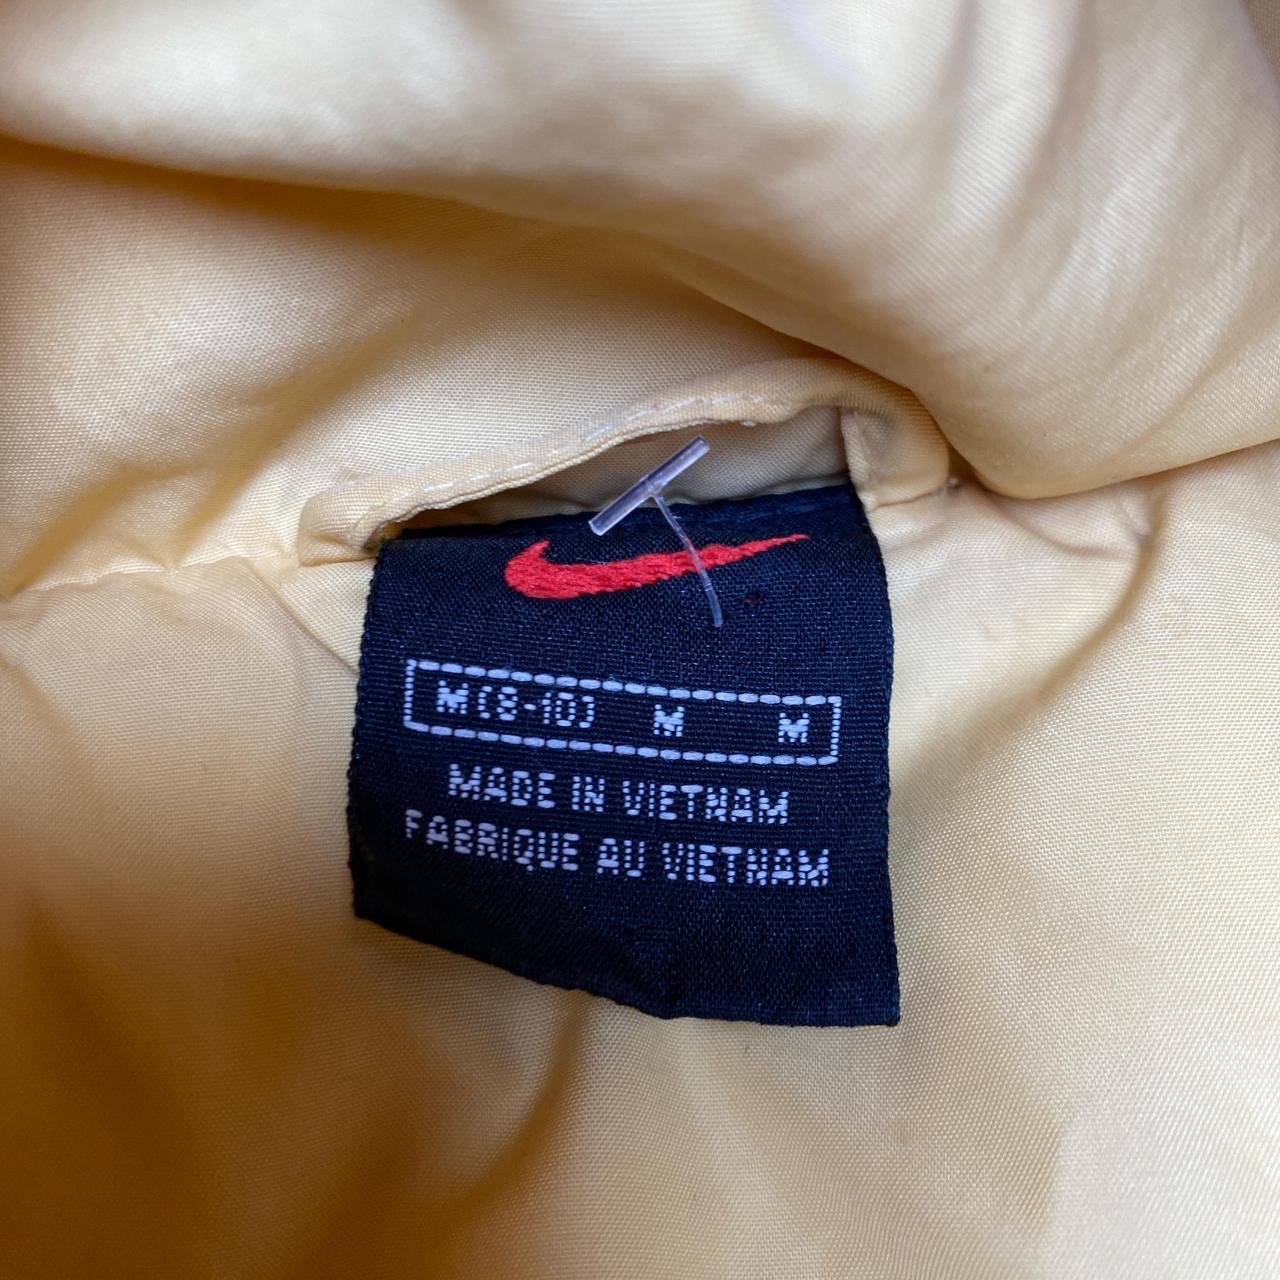 M(8-10) M M
MADE IN VIETNAM
FABRIQUE AU VIETNAM